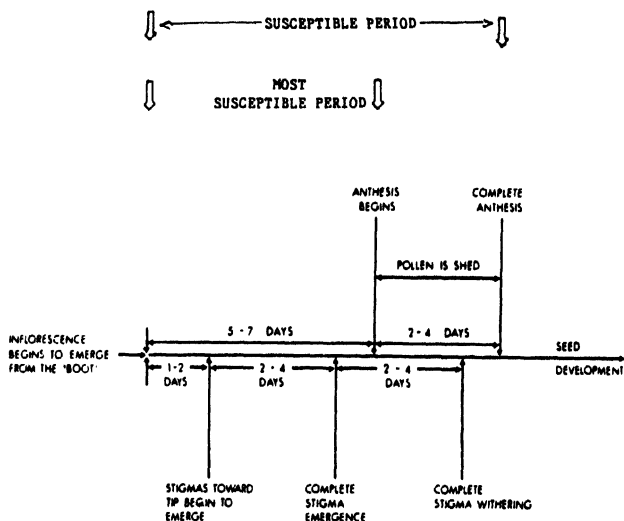 SUSCEPTIBLE PERIOD
MOST
SUSCEPTIBLE PERIOD
ANTHESIS
BEGINS
COMPLETE
ANTHESIS
POLLEN IS SHED
INFLORESCENCE
BEGINS TO EMERGE
FROM THE 'BOOT'
5 - 7 DAYS
2 - 4 DAYS
SEED
DEVELOPMENT
1-2
DAYS
2 - 4
DAYS
2 - 4
DAYS
STIGMAS TOWARD
TIP BEGIN TO
EMERGE
COMPLETE
STIGMA
EMERGENCE
COMPLETE
STIGMA WITHERING